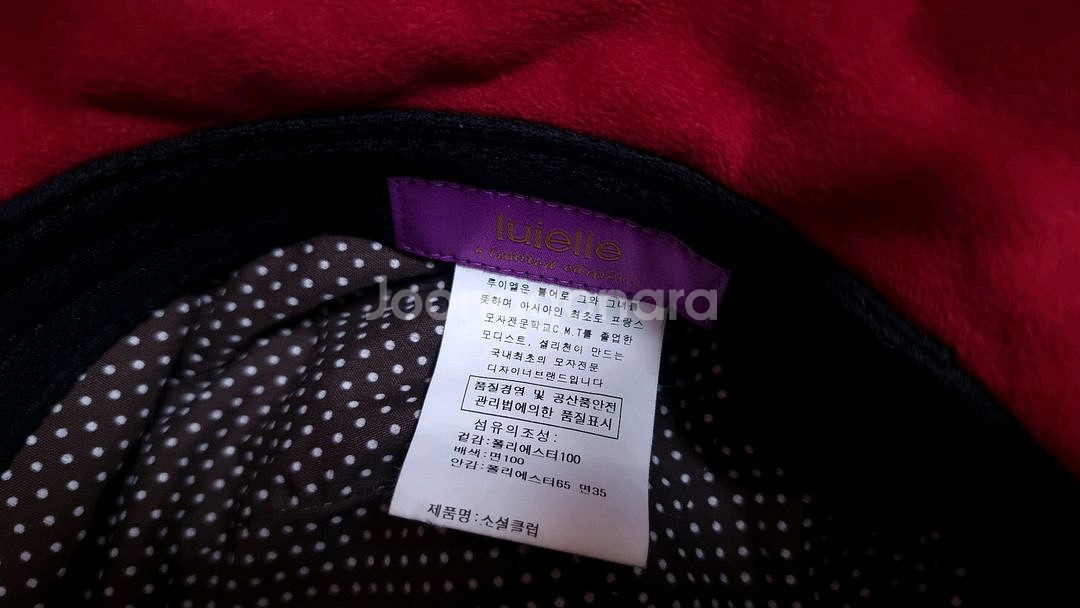 luielle
a limited edition
루이엘은 불어로 그와 그녀를
뜻하며 아시아인 최초로 프랑스
모자전문학교C.M.T를 졸업한
모디스트, 셜리천이 만드는
국내최초의 모자전문
디자이너브랜드입니다
품질경영 및 공산품안전
관리법에의한 품질표시
섬유의조성:
겉감:폴리에스터100
배색:면100
안감:폴리에스터65 면35
제품명:소셜클럽